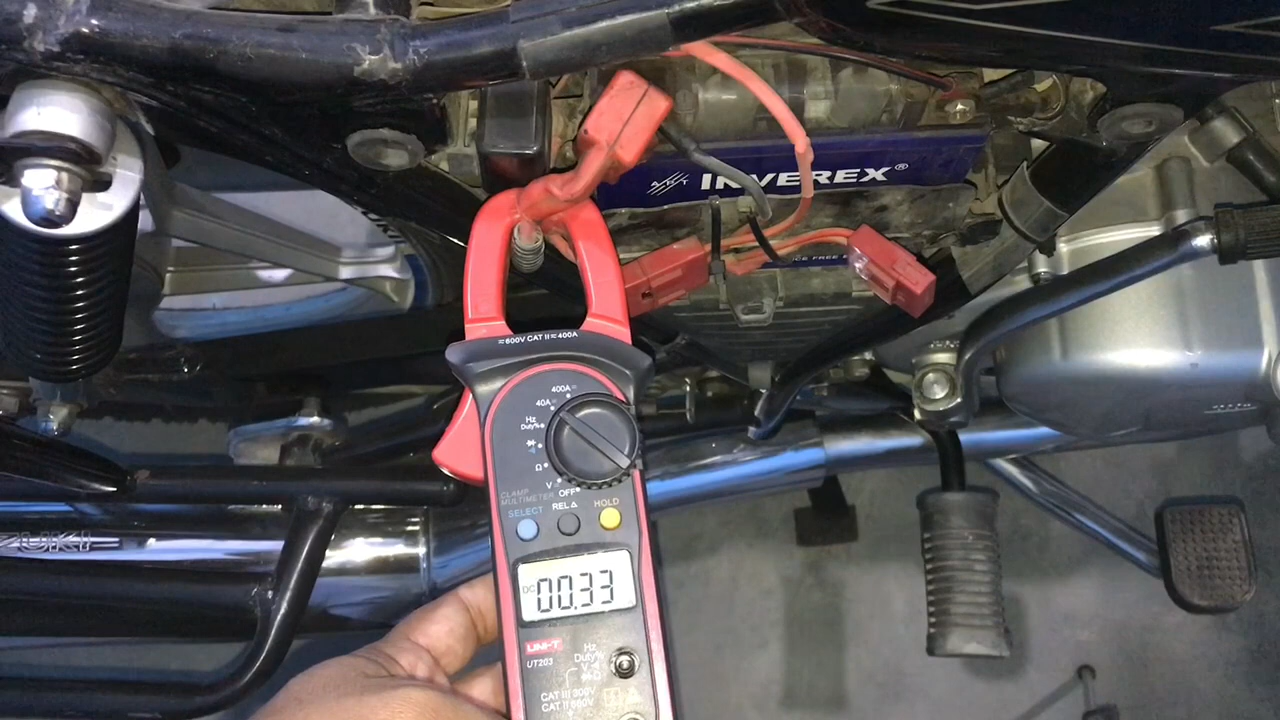 INVEREX®
≂600V CAT II ≂400A
400A≂
40A≂
Hz
Duty%
Ω
V≂
OFF
CLAMP
MULTIMETER
SELECT
REL△
HOLD
DC 00.33
UNI-T
UT203
Hz
Duty%
V
Ω
CAT III 300V
CAT II 600V
ZUKI